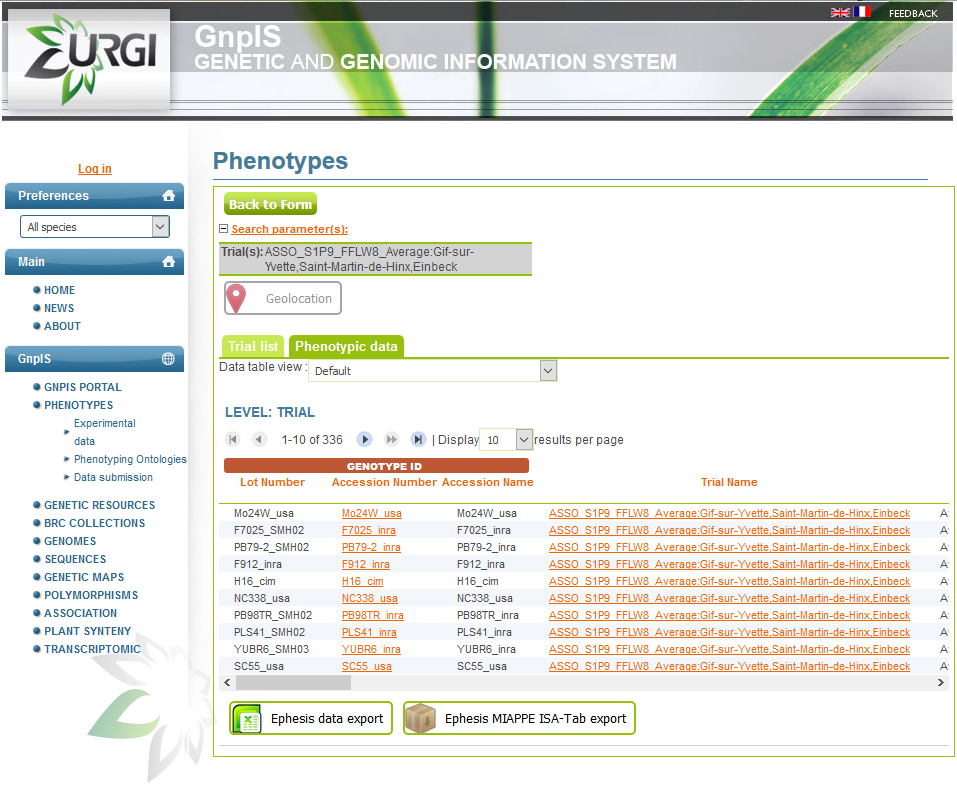 FEEDBACK
URGI
GnpIS
GENETIC AND GENOMIC INFORMATION SYSTEM
Log in
Preferences
All species
Main
HOME
NEWS
ABOUT
GnpIS
GNPIS PORTAL
PHENOTYPES
Experimental
data
Phenotyping Ontologies
Data submission
GENETIC RESOURCES
BRC COLLECTIONS
GENOMES
SEQUENCES
GENETIC MAPS
POLYMORPHISMS
ASSOCIATION
PLANT SYNTENY
TRANSCRIPTOMIC
Phenotypes
Back to Form
Search parameter(s):
Trial(s): ASSO_S1P9_FFLW8_Average:Gif-sur-
Yvette,Saint-Martin-de-Hinx,Einbeck
Geolocation
Trial list Phenotypic data
Data table view : Default
LEVEL: TRIAL
1-10 of 336 | Display 10 results per page
GENOTYPE ID
Lot Number Accession Number Accession Name Trial Name
Mo24W_usa Mo24W_usa Mo24W_usa ASSO_S1P9_FFLW8_Average:Gif-sur-Yvette,Saint-Martin-de-Hinx,Einbeck A
F7025_SMH02 F7025_inra F7025_inra ASSO_S1P9_FFLW8_Average:Gif-sur-Yvette,Saint-Martin-de-Hinx,Einbeck A
PB79-2_SMH02 PB79-2_inra PB79-2_inra ASSO_S1P9_FFLW8_Average:Gif-sur-Yvette,Saint-Martin-de-Hinx,Einbeck A
F912_inra F912_inra F912_inra ASSO_S1P9_FFLW8_Average:Gif-sur-Yvette,Saint-Martin-de-Hinx,Einbeck A
H16_cim H16_cim H16_cim ASSO_S1P9_FFLW8_Average:Gif-sur-Yvette,Saint-Martin-de-Hinx,Einbeck A
NC338_usa NC338_usa NC338_usa ASSO_S1P9_FFLW8_Average:Gif-sur-Yvette,Saint-Martin-de-Hinx,Einbeck A
PB98TR_SMH02 PB98TR_inra PB98TR_inra ASSO_S1P9_FFLW8_Average:Gif-sur-Yvette,Saint-Martin-de-Hinx,Einbeck A
PLS41_SMH02 PLS41_inra PLS41_inra ASSO_S1P9_FFLW8_Average:Gif-sur-Yvette,Saint-Martin-de-Hinx,Einbeck A
YUBR6_SMH03 YUBR6_inra YUBR6_inra ASSO_S1P9_FFLW8_Average:Gif-sur-Yvette,Saint-Martin-de-Hinx,Einbeck A
SC55_usa SC55_usa SC55_usa ASSO_S1P9_FFLW8_Average:Gif-sur-Yvette,Saint-Martin-de-Hinx,Einbeck A
Ephesis data export Ephesis MIAPPE ISA-Tab export